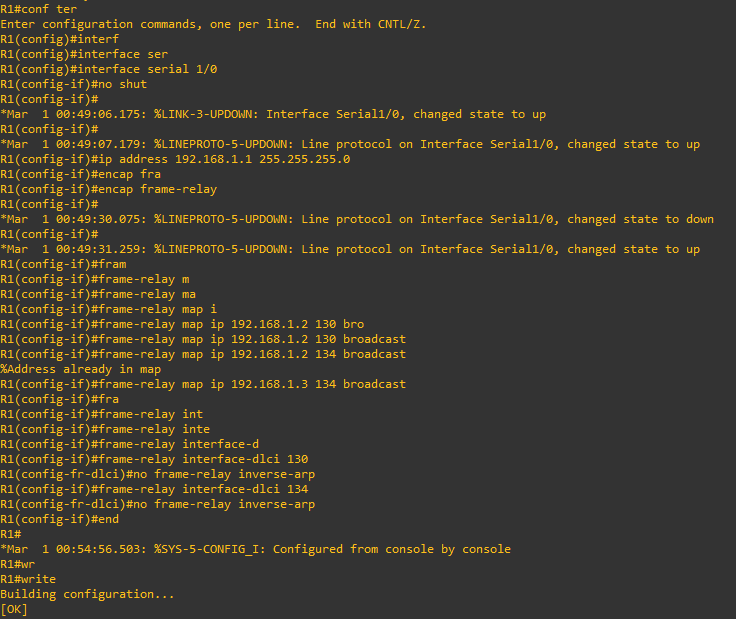 R1#conf ter
Enter configuration commands, one per line.  End with CNTL/Z.
R1(config)#interf
R1(config)#interface ser
R1(config)#interface serial 1/0
R1(config-if)#no shut
R1(config-if)#
*Mar  1 00:49:06.175: %LINK-3-UPDOWN: Interface Serial1/0, changed state to up
R1(config-if)#
*Mar  1 00:49:07.179: %LINEPROTO-5-UPDOWN: Line protocol on Interface Serial1/0, changed state to up
R1(config-if)#ip address 192.168.1.1 255.255.255.0
R1(config-if)#encap fra
R1(config-if)#encap frame-relay
R1(config-if)#
*Mar  1 00:49:30.075: %LINEPROTO-5-UPDOWN: Line protocol on Interface Serial1/0, changed state to down
R1(config-if)#
*Mar  1 00:49:31.259: %LINEPROTO-5-UPDOWN: Line protocol on Interface Serial1/0, changed state to up
R1(config-if)#fram
R1(config-if)#frame-relay m
R1(config-if)#frame-relay ma
R1(config-if)#frame-relay map i
R1(config-if)#frame-relay map ip 192.168.1.2 130 bro
R1(config-if)#frame-relay map ip 192.168.1.2 130 broadcast
R1(config-if)#frame-relay map ip 192.168.1.2 134 broadcast
%Address already in map
R1(config-if)#frame-relay map ip 192.168.1.3 134 broadcast
R1(config-if)#fra
R1(config-if)#frame-relay int
R1(config-if)#frame-relay inte
R1(config-if)#frame-relay interface-d
R1(config-if)#frame-relay interface-dlci 130
R1(config-fr-dlci)#no frame-relay inverse-arp
R1(config-if)#frame-relay interface-dlci 134
R1(config-fr-dlci)#no frame-relay inverse-arp
R1(config-if)#end
R1#
*Mar  1 00:54:56.503: %SYS-5-CONFIG_I: Configured from console by console
R1#wr
R1#write
Building configuration...
[OK]